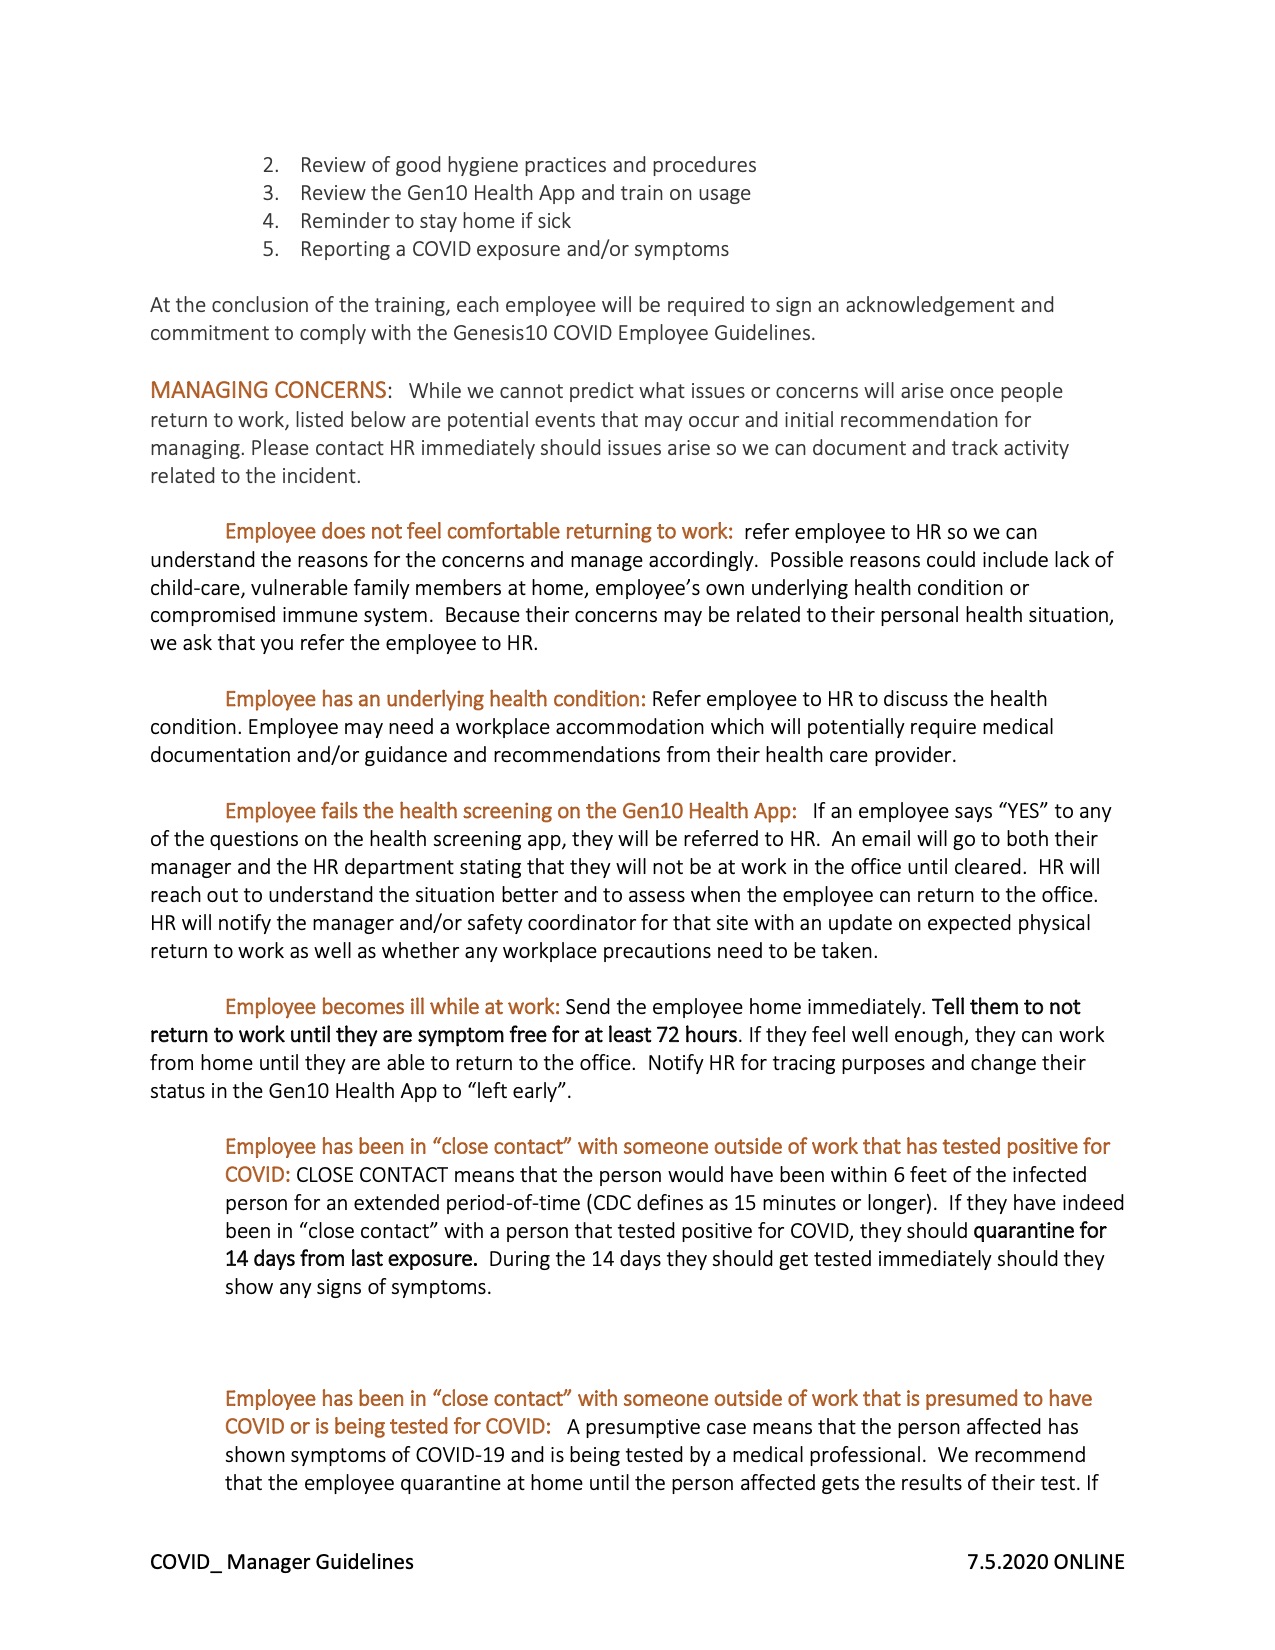 2. Review of good hygiene practices and procedures
3. Review the Gen10 Health App and train on usage
4. Reminder to stay home if sick
5. Reporting a COVID exposure and/or symptoms
At the conclusion of the training, each employee will be required to sign an acknowledgement and
commitment to comply with the Genesis10 COVID Employee Guidelines.
MANAGING CONCERNS:   While we cannot predict what issues or concerns will arise once people
return to work, listed below are potential events that may occur and initial recommendation for
managing. Please contact HR immediately should issues arise so we can document and track activity
related to the incident.
Employee does not feel comfortable returning to work:  refer employee to HR so we can
understand the reasons for the concerns and manage accordingly.  Possible reasons could include lack of
child-care, vulnerable family members at home, employee’s own underlying health condition or
compromised immune system.  Because their concerns may be related to their personal health situation,
we ask that you refer the employee to HR.
Employee has an underlying health condition: Refer employee to HR to discuss the health
condition. Employee may need a workplace accommodation which will potentially require medical
documentation and/or guidance and recommendations from their health care provider.
Employee fails the health screening on the Gen10 Health App:   If an employee says “YES” to any
of the questions on the health screening app, they will be referred to HR.  An email will go to both their
manager and the HR department stating that they will not be at work in the office until cleared.  HR will
reach out to understand the situation better and to assess when the employee can return to the office.
HR will notify the manager and/or safety coordinator for that site with an update on expected physical
return to work as well as whether any workplace precautions need to be taken.
Employee becomes ill while at work: Send the employee home immediately. Tell them to not
return to work until they are symptom free for at least 72 hours. If they feel well enough, they can work
from home until they are able to return to the office.  Notify HR for tracing purposes and change their
status in the Gen10 Health App to “left early”.
Employee has been in “close contact” with someone outside of work that has tested positive for
COVID: CLOSE CONTACT means that the person would have been within 6 feet of the infected
person for an extended period-of-time (CDC defines as 15 minutes or longer).  If they have indeed
been in “close contact” with a person that tested positive for COVID, they should quarantine for
14 days from last exposure.  During the 14 days they should get tested immediately should they
show any signs of symptoms.
Employee has been in “close contact” with someone outside of work that is presumed to have
COVID or is being tested for COVID:   A presumptive case means that the person affected has
shown symptoms of COVID-19 and is being tested by a medical professional.  We recommend
that the employee quarantine at home until the person affected gets the results of their test. If
COVID_ Manager Guidelines 7.5.2020 ONLINE